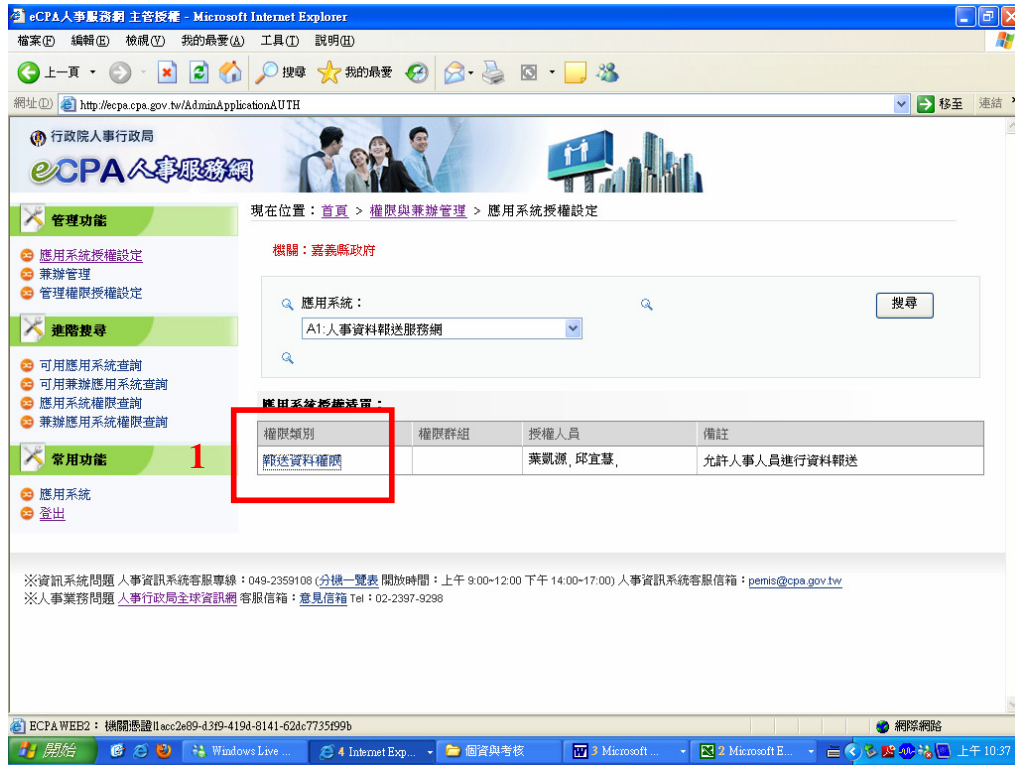 eCPA人事服務網 主管授權 - Microsoft Internet Explorer
檔案(F) 編輯(E) 檢視(V) 我的最愛(A) 工具(T) 說明(H)
上一頁 搜尋 我的最愛
網址(D) http://ecpa.cpa.gov.tw/AdminApplicationAUTH 移至 連結
行政院人事行政局
eCPA人事服務網
現在位置：首頁 > 權限與兼辦管理 > 應用系統授權設定
管理功能
應用系統授權設定
兼辦管理
管理權限授權設定
進階搜尋
可用應用系統查詢
可用兼辦應用系統查詢
應用系統權限查詢
兼辦應用系統權限查詢
常用功能
應用系統
登出
機關：嘉義縣政府
應用系統：
搜尋
A1:人事資料報送服務網
應用系統授權清單：
權限類別 權限群組 授權人員 備註
1
報送資料權限 葉凱源, 邱宜慧, 允許人事人員進行資料報送
※資訊系統問題 人事資訊系統客服專線：049-2359108 (分機一覽表 開放時間：上午 9:00~12:00 下午 14:00~17:00) 人事資訊系統客服信箱：pemis@cpa.gov.tw
※人事業務問題 人事行政局全球資訊網 客服信箱：意見信箱 Tel：02-2397-9298
ECPAWEB2： 機關憑證11acc2e89-d3f9-419d-8141-62dc7735f99b 網際網路
開始 Windows Live ... 4 Internet Exp... 個資與考核 3 Microsoft ... 2 Microsoft E... 上午 10:37